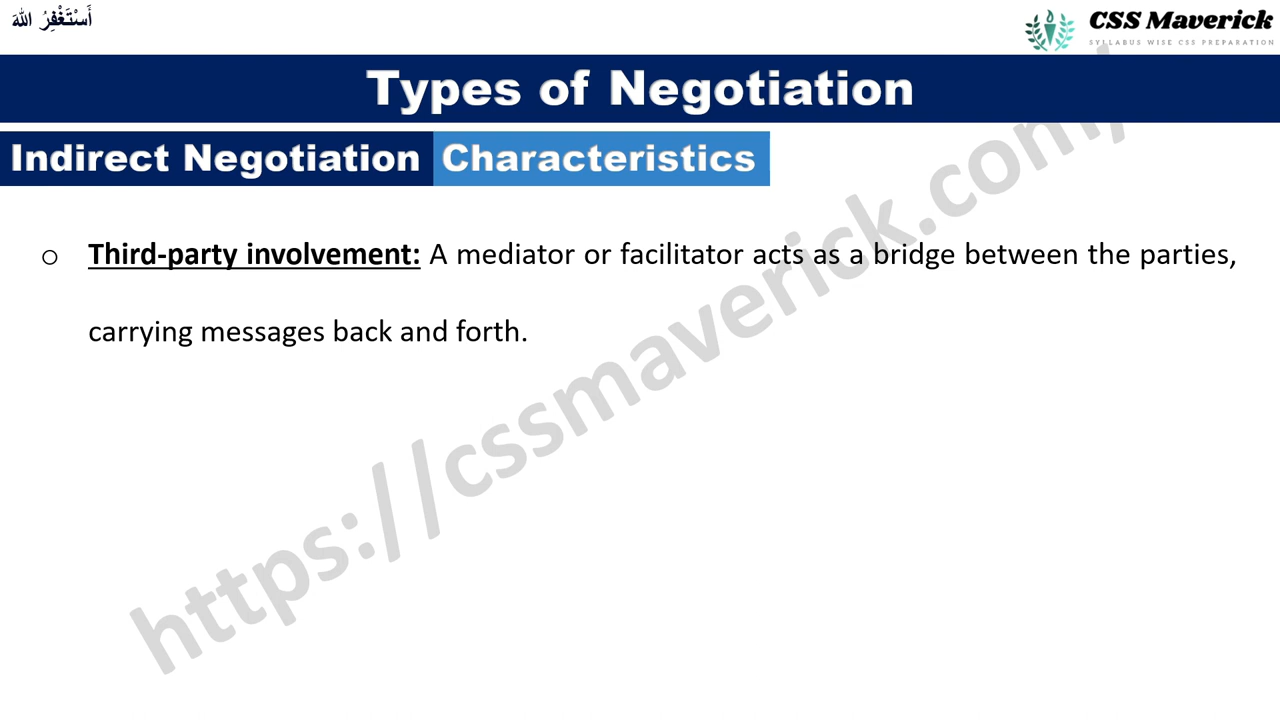 أَسْتَغْفِرُ اللهَ
CSS Maverick
SYLLABUS WISE CSS PREPARATION
Types of Negotiation
Indirect Negotiation Characteristics
o Third-party involvement: A mediator or facilitator acts as a bridge between the parties,
carrying messages back and forth.
https://cssmaverick.com/